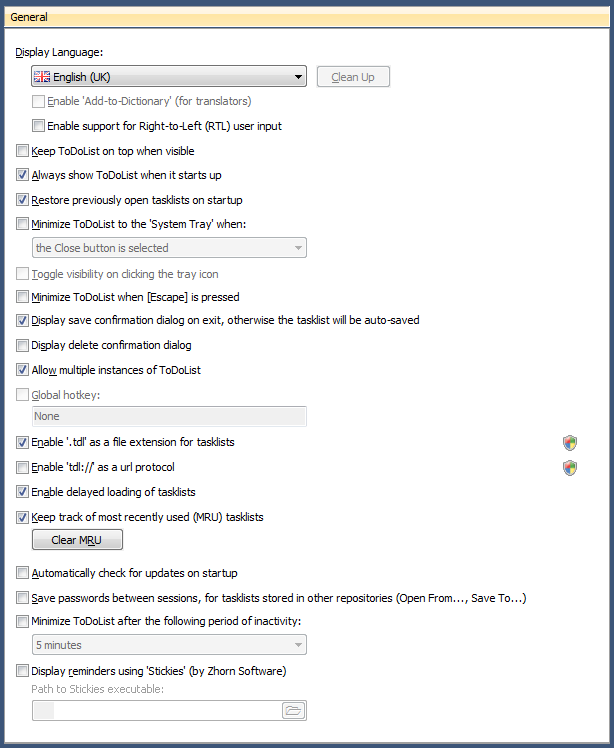 General
Display Language:
English (UK)
Clean Up
Enable 'Add-to-Dictionary' (for translators)
Enable support for Right-to-Left (RTL) user input
Keep ToDoList on top when visible
Always show ToDoList when it starts up
Restore previously open tasklists on startup
Minimize ToDoList to the 'System Tray' when:
the Close button is selected
Toggle visibility on clicking the tray icon
Minimize ToDoList when [Escape] is pressed
Display save confirmation dialog on exit, otherwise the tasklist will be auto-saved
Display delete confirmation dialog
Allow multiple instances of ToDoList
Global hotkey:
None
Enable '.tdl' as a file extension for tasklists
Enable 'tdl://' as a url protocol
Enable delayed loading of tasklists
Keep track of most recently used (MRU) tasklists
Clear MRU
Automatically check for updates on startup
Save passwords between sessions, for tasklists stored in other repositories (Open From..., Save To...)
Minimize ToDoList after the following period of inactivity:
5 minutes
Display reminders using 'Stickies' (by Zhorn Software)
Path to Stickies executable: